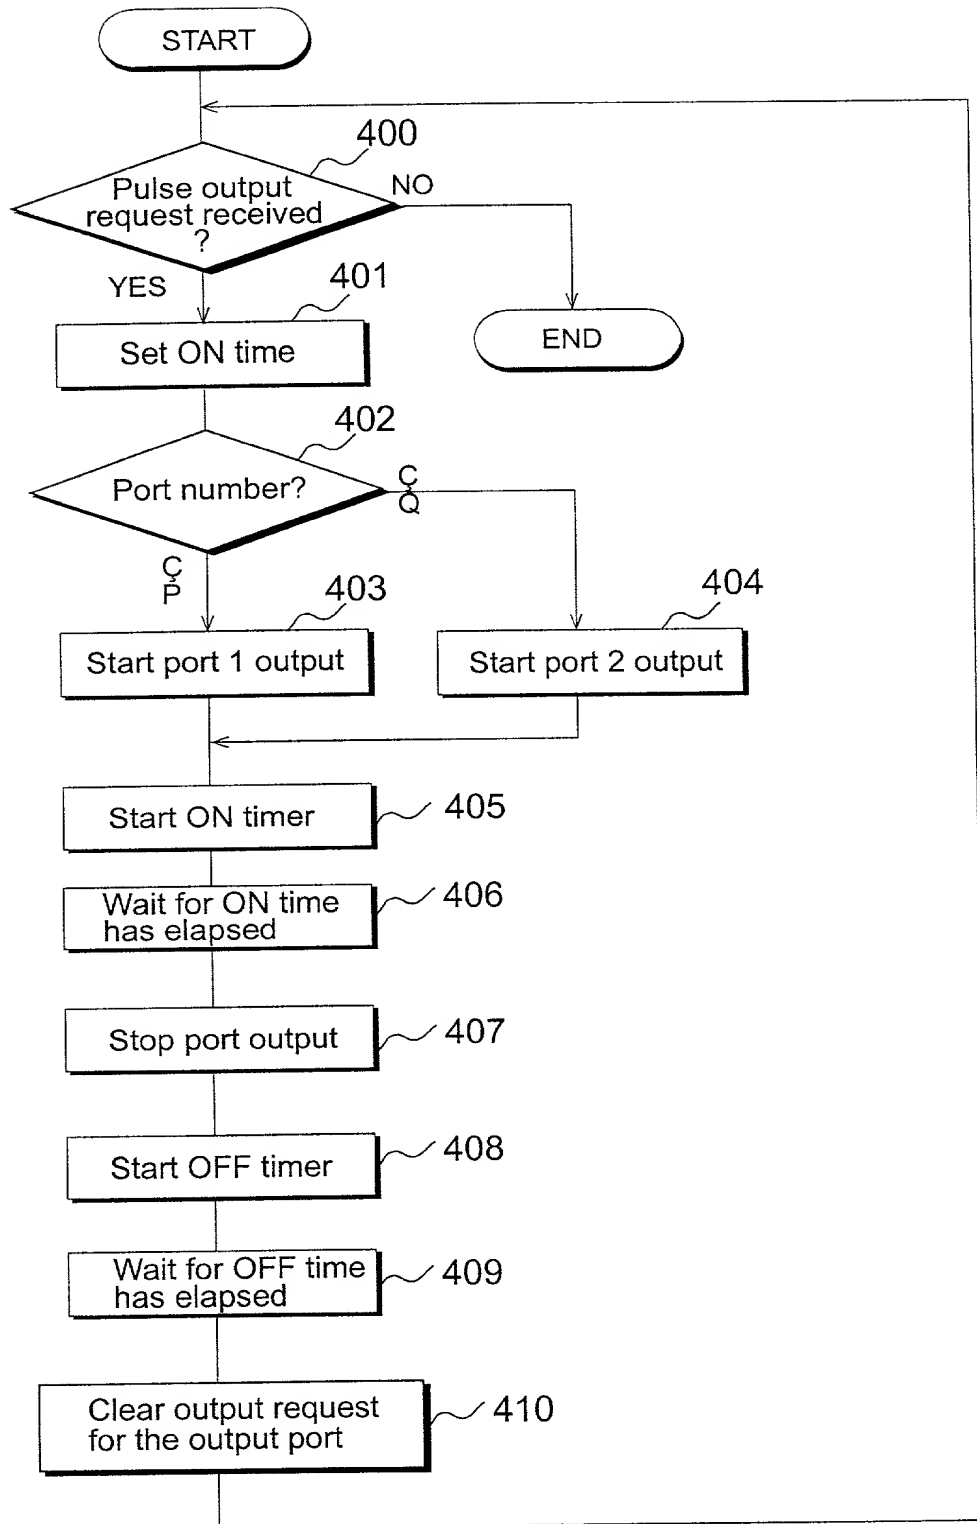 START
400
Pulse output
request received
?
NO
YES
401
Set ON time
END
402
Port number?
Ç
Q
Ç
P
403
404
Start port 1 output
Start port 2 output
Start ON timer
405
Wait for ON time
has elapsed
406
Stop port output
407
Start OFF timer
408
Wait for OFF time
has elapsed
409
Clear output request
for the output port
410